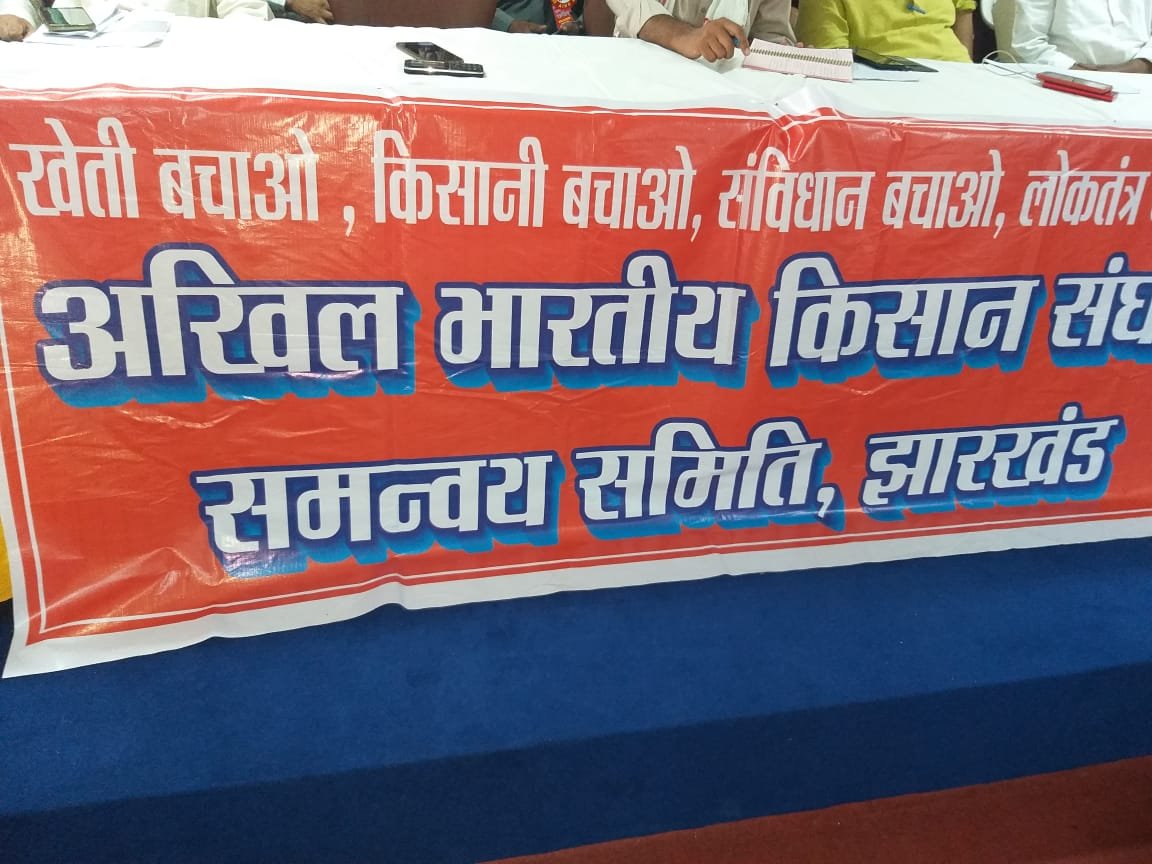 खेती बचाओ , किसानी बचाओ, संविधान बचाओ, लोकतंत्र
अखिल भारतीय किसान संघ
समन्वय समिति, झारखंड